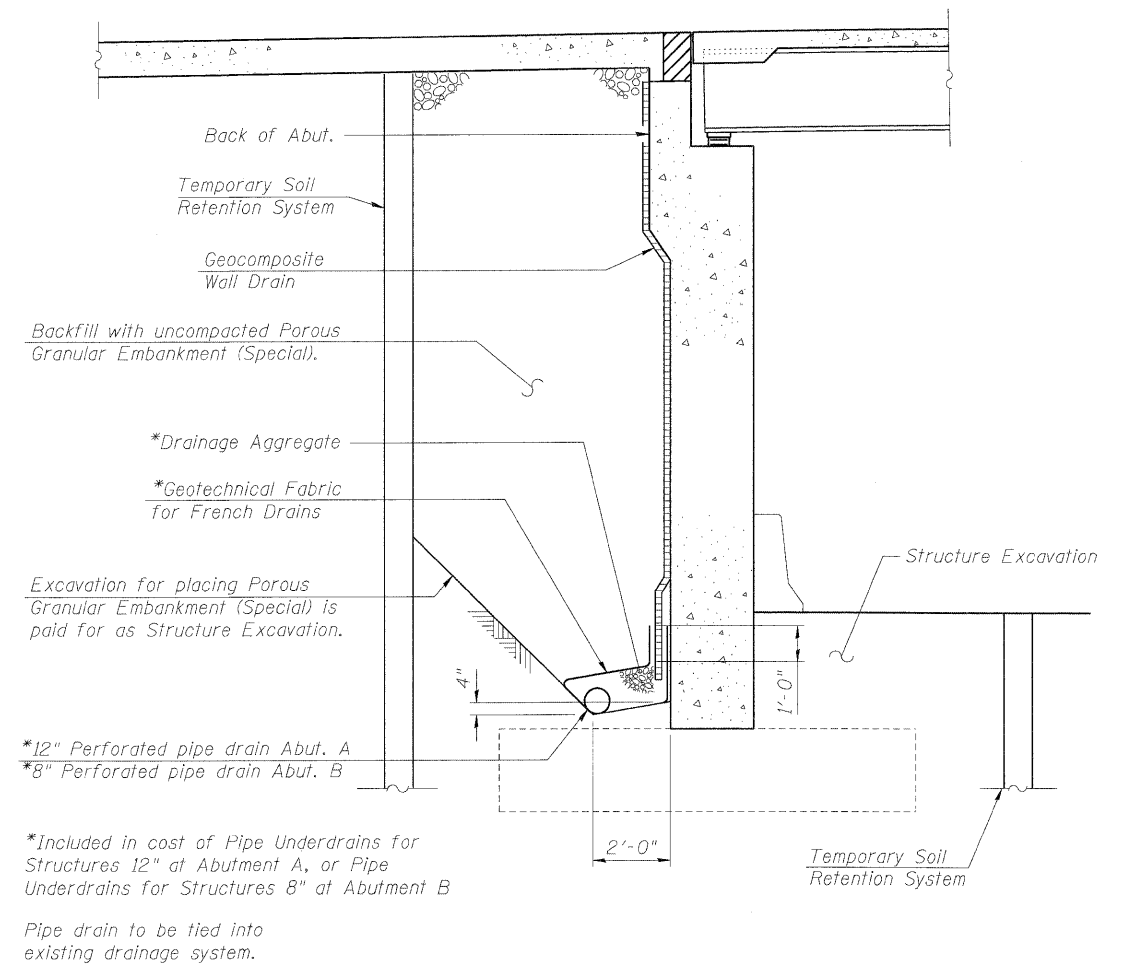 Back of Abut.
Temporary Soil
Retention System
Geocomposite
Wall Drain
Backfill with uncompacted Porous
Granular Embankment (Special).
*Drainage Aggregate
*Geotechnical Fabric
for French Drains
Structure Excavation
Excavation for placing Porous
Granular Embankment (Special) is
paid for as Structure Excavation.
4"
1'-0"
*12" Perforated pipe drain Abut. A
*8" Perforated pipe drain Abut. B
2'-0"
*Included in cost of Pipe Underdrains for
Structures 12" at Abutment A, or Pipe
Underdrains for Structures 8" at Abutment B
Temporary Soil
Retention System
Pipe drain to be tied into
existing drainage system.